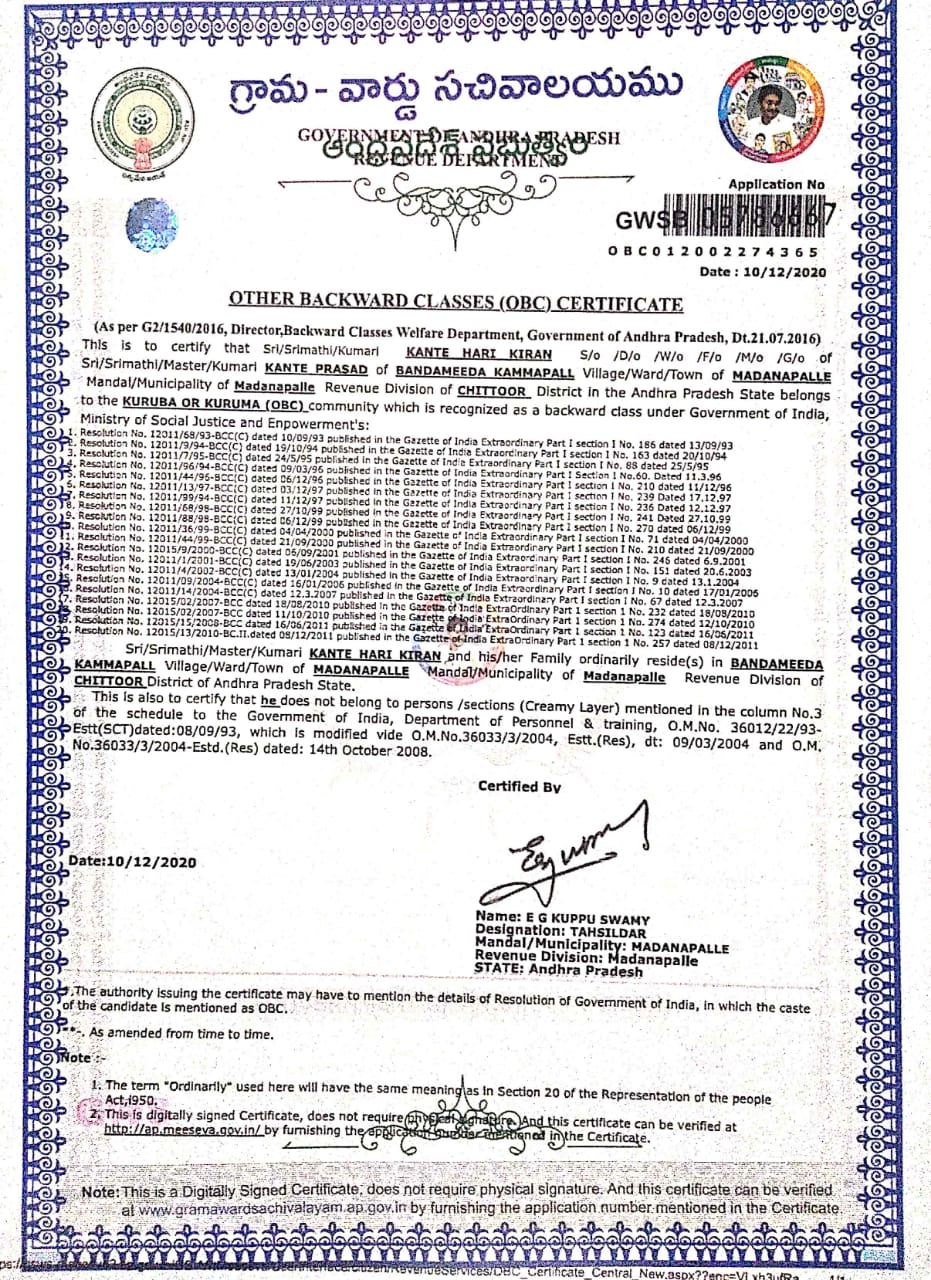 గ్రామ - వార్డు సచివాలయము
GOVERNMENT OF ANDHRA PRADESH
ఆంధ్రప్రదేశ్ ప్రభుత్వం
REVENUE DEPARTMENT
Application No
GWSB
OBC012002274365
Date : 10/12/2020
OTHER BACKWARD CLASSES (OBC) CERTIFICATE
(As per G2/1540/2016, Director,Backward Classes Welfare Department, Government of Andhra Pradesh, Dt.21.07.2016)
This is to certify that Sri/Srimathi/Kumari KANTE HARI KIRAN S/o /D/o /W/o /F/o /M/o /G/o of
Sri/Srimathi/Master/Kumari KANTE PRASAD of BANDAMEEDA KAMMAPALL Village/Ward/Town of MADANAPALLE
Mandal/Municipality of Madanapalle Revenue Division of CHITTOOR District in the Andhra Pradesh State belongs
to the KURUBA OR KURUMA (OBC) community which is recognized as a backward class under Government of India,
Ministry of Social Justice and Enpowerment's:
1. Resolution No. 12011/68/93-BCC(C) dated 10/09/93 published in the Gazette of India Extraordinary Part I section I No. 186 dated 13/09/93
2. Resolution No. 12011/9/94-BCC(C) dated 19/10/94 published in the Gazette of India Extraordinary Part I section I No. 163 dated 20/10/94
3. Resolution No. 12011/7/95-BCC(C) dated 24/5/95 published in the Gazette of India Extraordinary Part I section I No. 88 dated 25/5/95
4. Resolution No. 12011/96/94-BCC(C) dated 09/03/96 published in the Gazette of India Extraordinary Part I Section I No.60. Dated 11.3.96
5. Resolution No. 12011/44/96-BCC(C) dated 06/12/96 published in the Gazette of India Extraordinary Part I section I No. 210 dated 11/12/96
6. Resolution No. 12011/13/97-BCC(C) dated 03/12/97 published in the Gazette of India Extraordinary Part I section I No. 239 Dated 17.12.97
7. Resolution No. 12011/99/94-BCC(C) dated 11/12/97 published in the Gazette of India Extraordinary Part I section I No. 236 Dated 12.12.97
8. Resolution No. 12011/68/98-BCC(C) dated 27/10/99 published in the Gazette of India Extraordinary Part I section I No. 241 Dated 27.10.99
9. Resolution No. 12011/88/98-BCC(C) dated 06/12/99 published in the Gazette of India Extraordinary Part I section I No. 270 dated 06/12/99
Resolution No. 12011/36/99-BCC(C) dated 04/04/2000 published in the Gazette of India Extraordinary Part I section I No. 71 dated 04/04/2000
Resolution No. 12011/44/99-BCC(C) dated 21/09/2000 published in the Gazette of India Extraordinary Part I section I No. 210 dated 21/09/2000
12. Resolution No. 12015/9/2000-BCC(C) dated 06/09/2001 published in the Gazette of India Extraordinary Part I section I No. 246 dated 6.9.2001
13. Resolution No. 12011/1/2001-BCC(C) dated 19/06/2003 published in the Gazette of India Extraordinary Part I section I No. 151 dated 20.6.2003
14. Resolution No. 12011/4/2002-BCC(C) dated 13/01/2004 published in the Gazette of India Extraordinary Part I section I No. 9 dated 13.1.2004
15. Resolution No. 12011/09/2004-BCC(C) dated 16/01/2006 published in the Gazette of India Extraordinary Part I section I No. 10 dated 17/01/2006
16. Resolution No. 12011/14/2004-BCC(C) dated 12.3.2007 published in the Gazette of India Extraordinary Part I section I No. 67 dated 12.3.2007
17. Resolution No. 12015/02/2007-BCC dated 18/08/2010 published in the Gazette of India ExtraOrdinary Part 1 section 1 No. 232 dated 18/08/2010
18. Resolution No. 12015/02/2007-BCC dated 11/10/2010 published in the Gazette of India ExtraOrdinary Part 1 section 1 No. 274 dated 12/10/2010
19. Resolution No. 12015/15/2008-BCC dated 16/06/2011 published in the Gazette of India ExtraOrdinary Part 1 section 1 No. 123 dated 16/06/2011
20. Resolution No. 12015/13/2010-BC.II.dated 08/12/2011 published in the Gazette of India ExtraOrdinary Part 1 section 1 No. 257 dated 08/12/2011
Sri/Srimathi/Master/Kumari KANTE HARI KIRAN and his/her Family ordinarily reside(s) in BANDAMEEDA
KAMMAPALL Village/Ward/Town of MADANAPALLE Mandal/Municipality of Madanapalle Revenue Division of
CHITTOOR District of Andhra Pradesh State.
This is also to certify that he does not belong to persons /sections (Creamy Layer) mentioned in the column No.3
of the schedule to the Government of India, Department of Personnel & training, O.M.No. 36012/22/93-
Estt(SCT)dated:08/09/93, which is modified vide O.M.No.36033/3/2004, Estt.(Res), dt: 09/03/2004 and O.M.
No.36033/3/2004-Estd.(Res) dated: 14th October 2008.
Certified By
Date:10/12/2020
Name: E G KUPPU SWAMY
Designation: TAHSILDAR
Mandal/Municipality: MADANAPALLE
Revenue Division: Madanapalle
STATE: Andhra Pradesh
*.The authority issuing the certificate may have to mention the details of Resolution of Government of India, in which the caste
of the candidate is mentioned as OBC.
**-. As amended from time to time.
Note :-
1. The term "Ordinarily" used here will have the same meaning as in Section 20 of the Representation of the people
Act,i950.
2. This is digitally signed Certificate, does not require physical signature. And this certificate can be verified at
http://ap.meeseva.gov.in/ by furnishing the application number mentioned in the Certificate.
Note: This is a Digitally Signed Certificate, does not require physical signature. And this certificate can be verified
at www.gramawardsachivalayam.ap.gov.in by furnishing the application number mentioned in the Certificate.